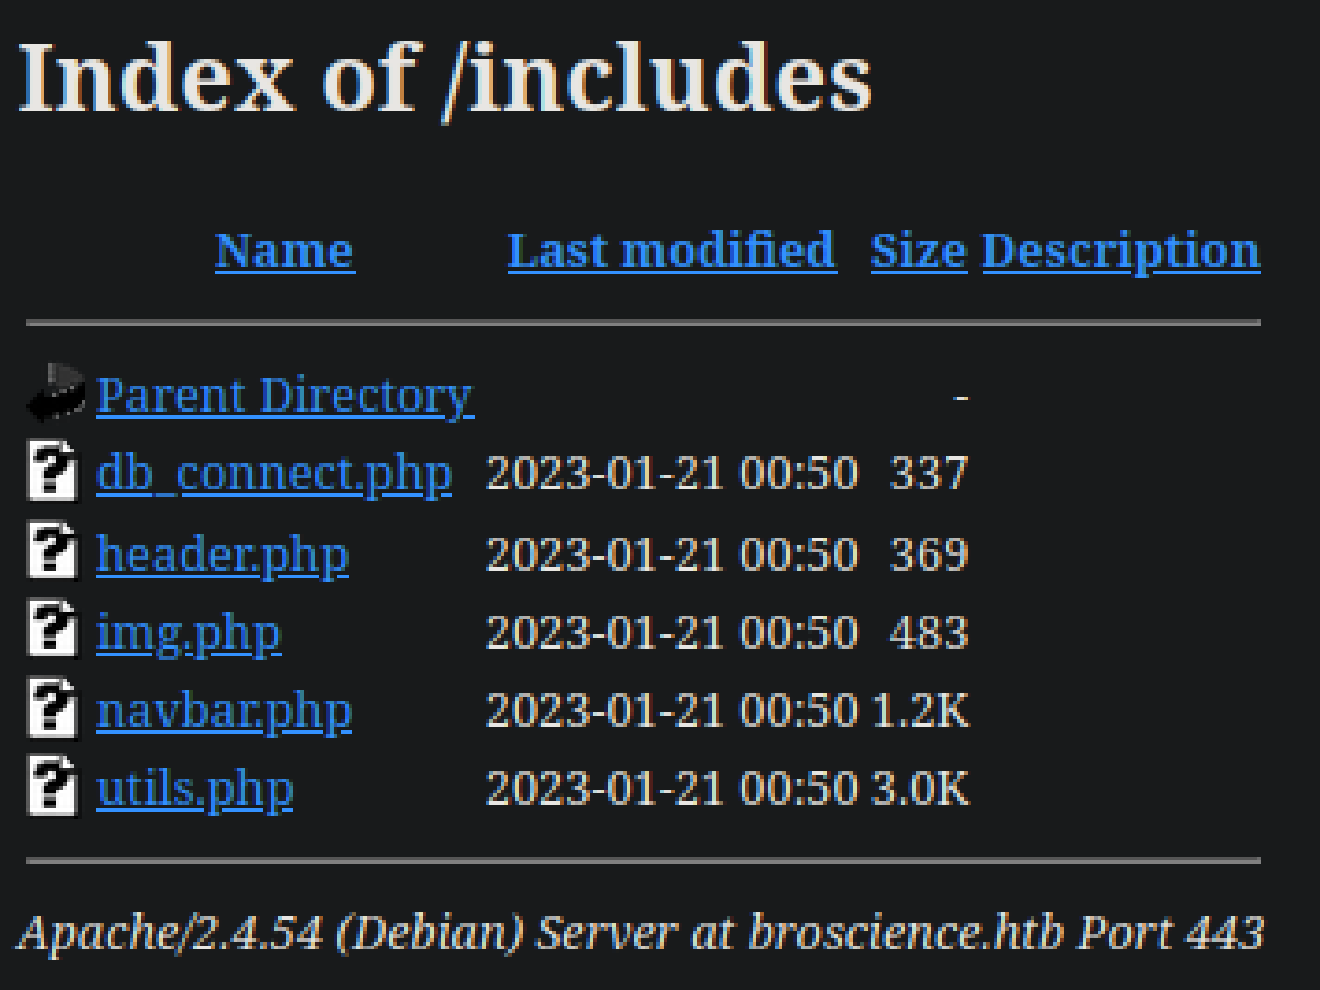 Index of /includes
Name Last modified Size Description
Parent Directory -
db_connect.php 2023-01-21 00:50 337
header.php 2023-01-21 00:50 369
img.php 2023-01-21 00:50 483
navbar.php 2023-01-21 00:50 1.2K
utils.php 2023-01-21 00:50 3.0K
Apache/2.4.54 (Debian) Server at broscience.htb Port 443